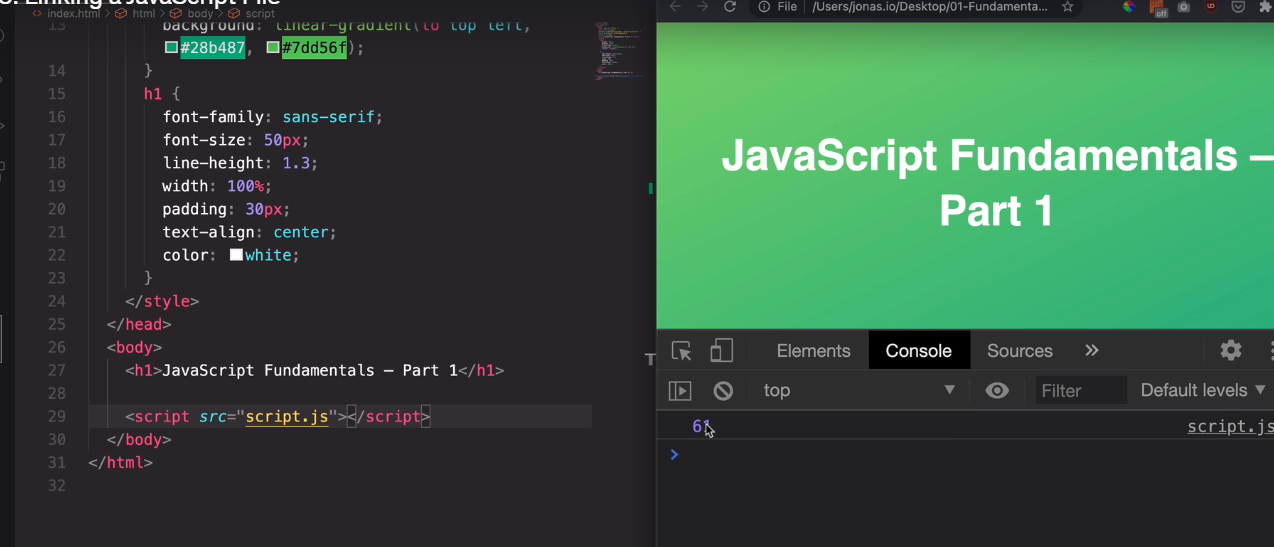 Linking a JavaScript File
index.html › html › body › script
13 background: linear-gradient(to top left,
#28b487, #7dd56f);
14 }
15 h1 {
16 font-family: sans-serif;
17 font-size: 50px;
18 line-height: 1.3;
19 width: 100%;
20 padding: 30px;
21 text-align: center;
22 color: white;
23 }
24 </style>
25 </head>
26 <body>
27 <h1>JavaScript Fundamentals – Part 1</h1>
28
29 <script src="script.js"></script>
30 </body>
31 </html>
32
File /Users/jonas.io/Desktop/01-Fundamenta...
off
JavaScript Fundamentals –
Part 1
Elements Console Sources »
top Filter Default levels
61 script.js